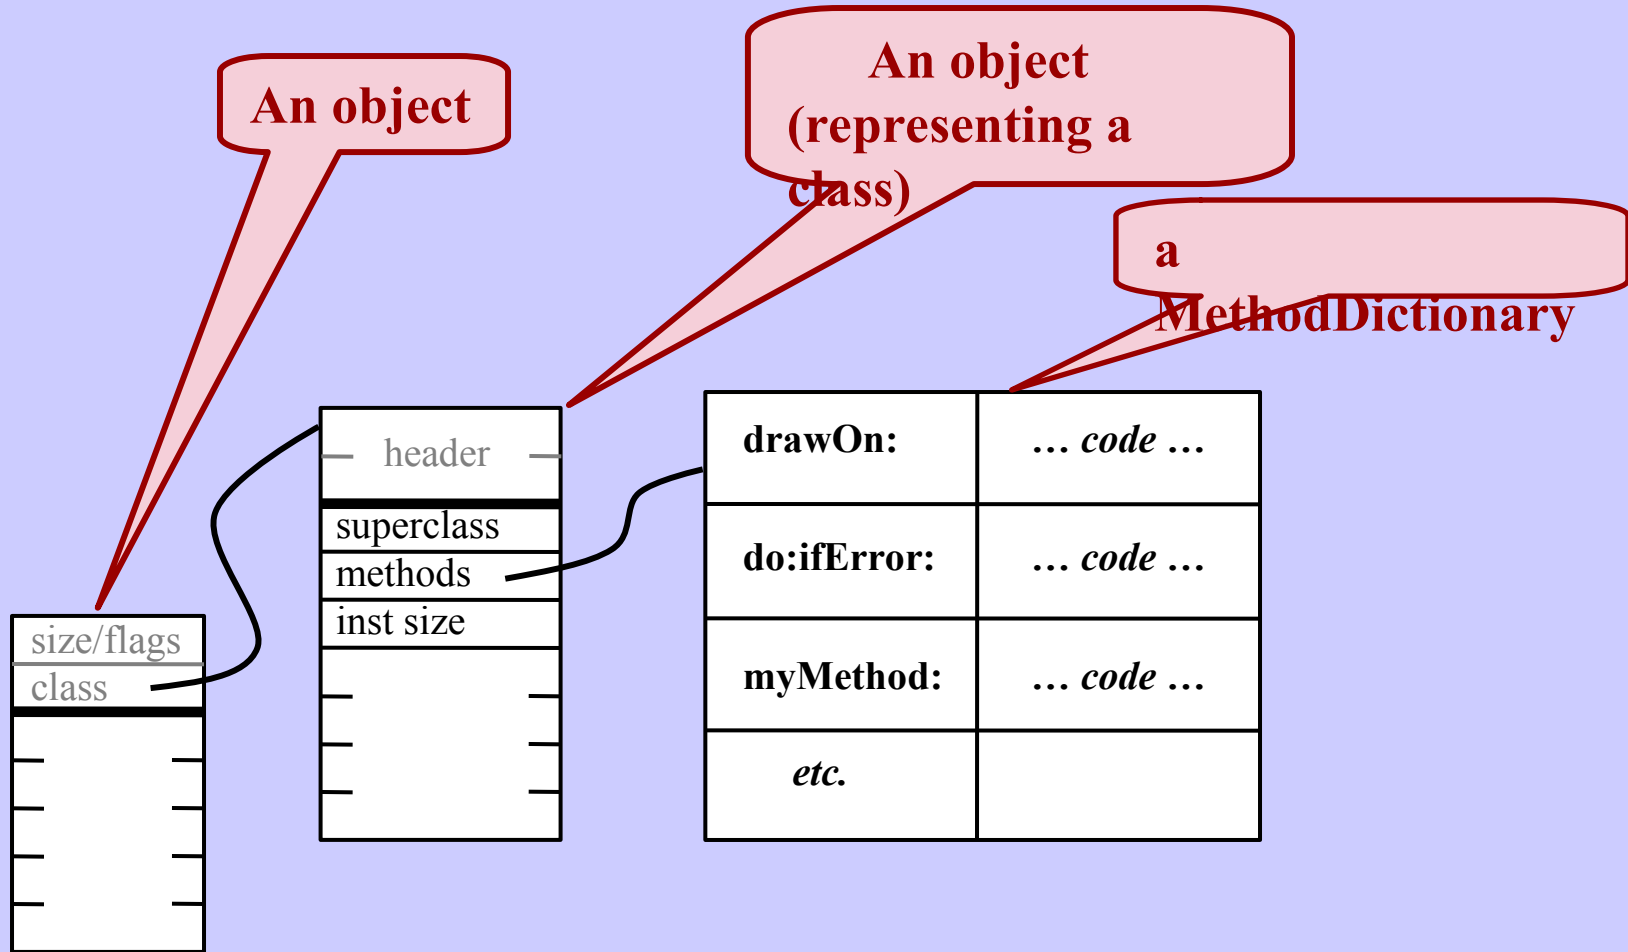 An object
An object
(representing a
class)
a
MethodDictionary
size/flags
class
header
superclass
methods
inst size
drawOn:
… code …
do:ifError:
… code …
myMethod:
… code …
etc.